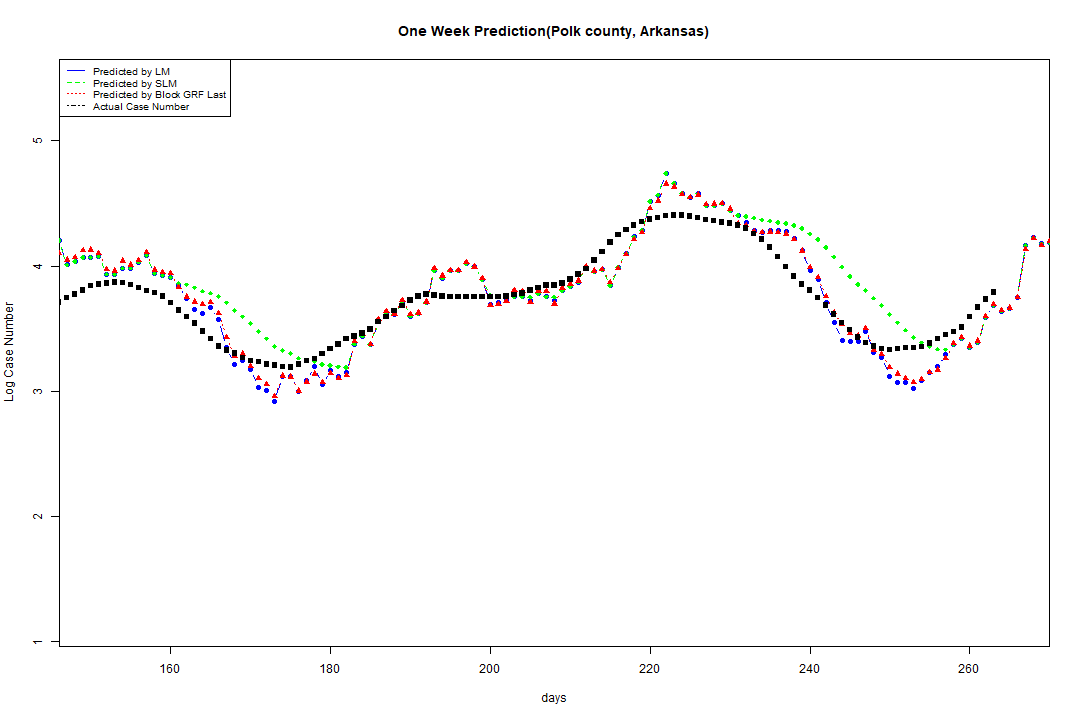 One Week Prediction(Polk county, Arkansas)
Predicted by LM
Predicted by SLM
Predicted by Block GRF Last
Actual Case Number
5
4
3
2
1
Log Case Number
160 180 200 220 240 260
days